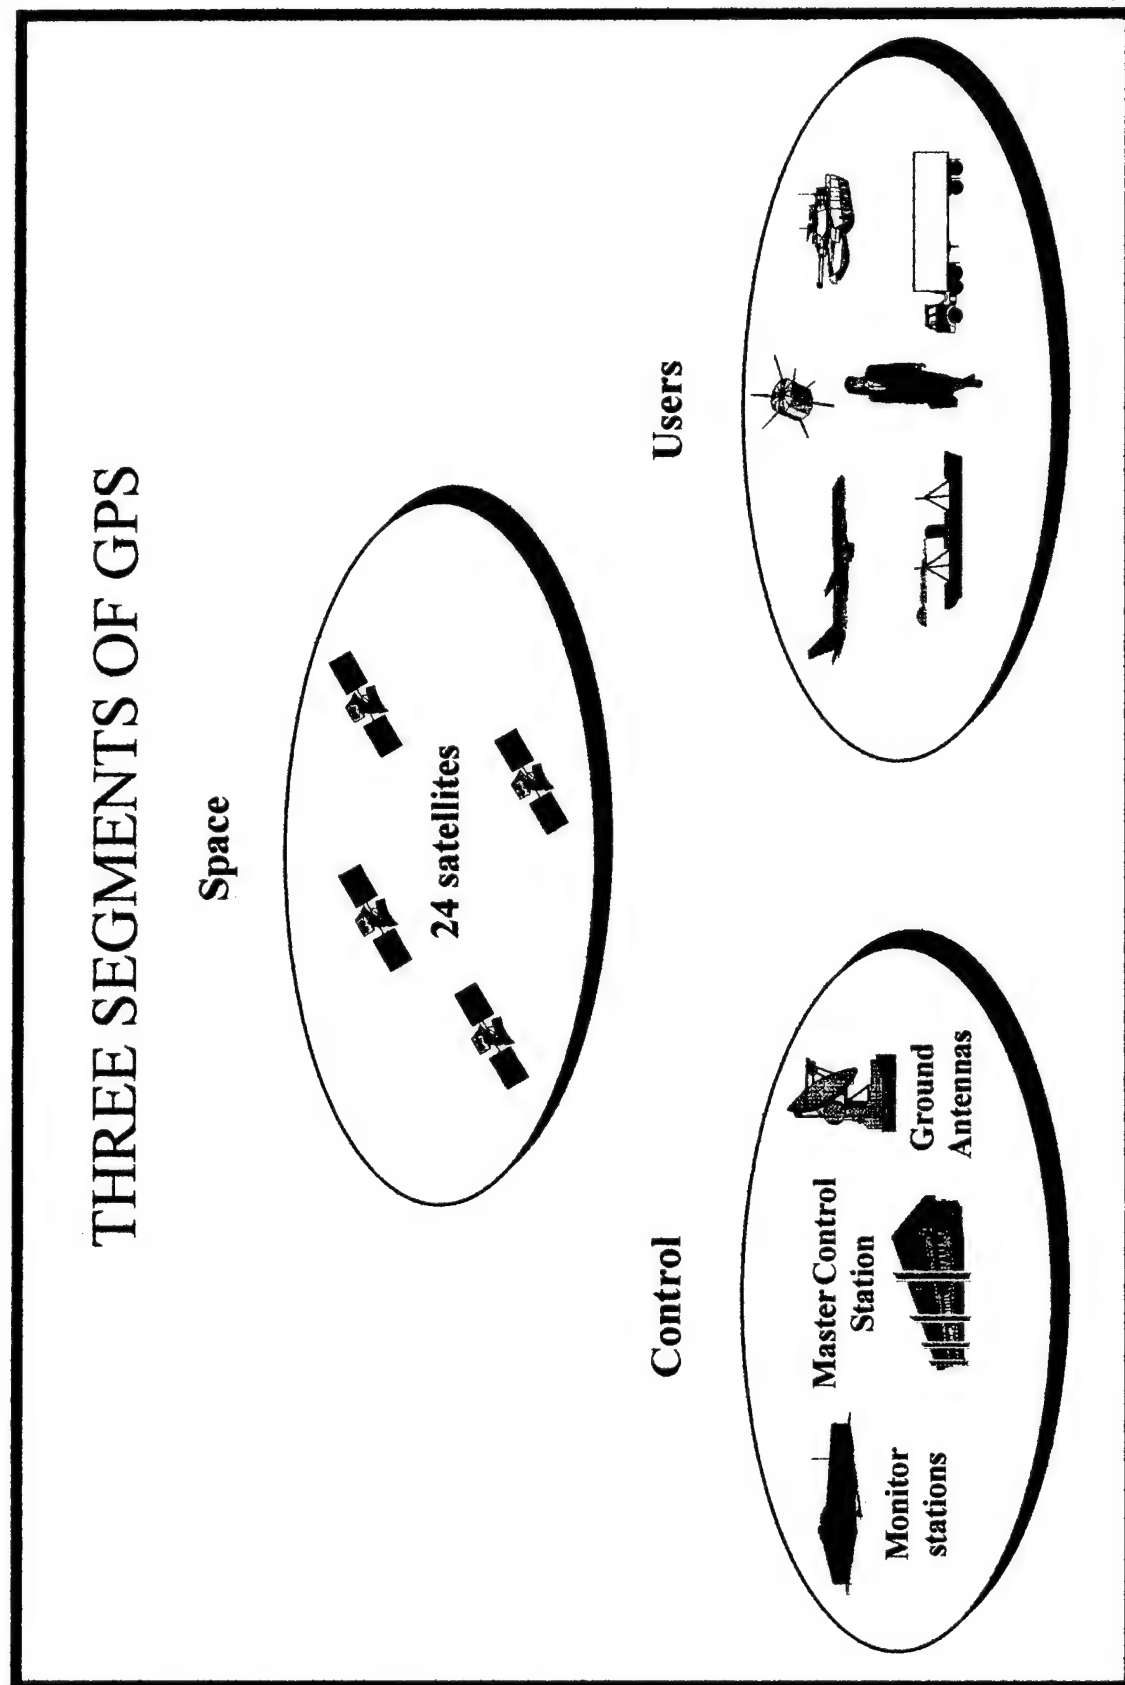 THREE SEGMENTS OF GPS
Space
24 satellites
Control
Master Control
Station
Monitor
stations
Ground
Antennas
Users